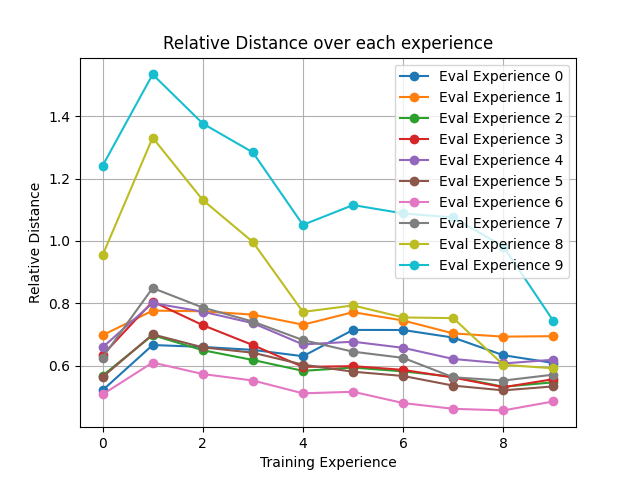 Relative Distance over each experience
Relative Distance
1.4
1.2
1.0
0.8
0.6
Eval Experience 0
Eval Experience 1
Eval Experience 2
Eval Experience 3
Eval Experience 4
Eval Experience 5
Eval Experience 6
Eval Experience 7
Eval Experience 8
Eval Experience 9
0 2 4 6 8
Training Experience